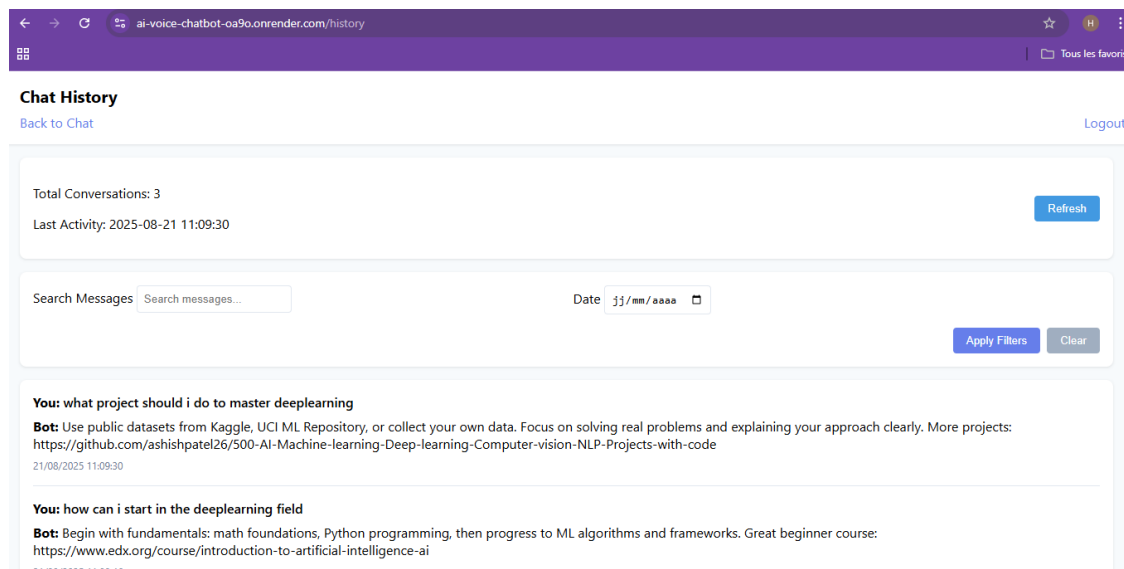 ai-voice-chatbot-oa9o.onrender.com/history
H
Tous les favoris
Chat History
Back to Chat
Logout
Total Conversations: 3
Refresh
Last Activity: 2025-08-21 11:09:30
Search Messages Search messages... Date jj/mm/aaaa
Apply Filters Clear
You: what project should i do to master deeplearning
Bot: Use public datasets from Kaggle, UCI ML Repository, or collect your own data. Focus on solving real problems and explaining your approach clearly. More projects:
https://github.com/ashishpatel26/500-AI-Machine-learning-Deep-learning-Computer-vision-NLP-Projects-with-code
21/08/2025 11:09:30
You: how can i start in the deeplearning field
Bot: Begin with fundamentals: math foundations, Python programming, then progress to ML algorithms and frameworks. Great beginner course:
https://www.edx.org/course/introduction-to-artificial-intelligence-ai